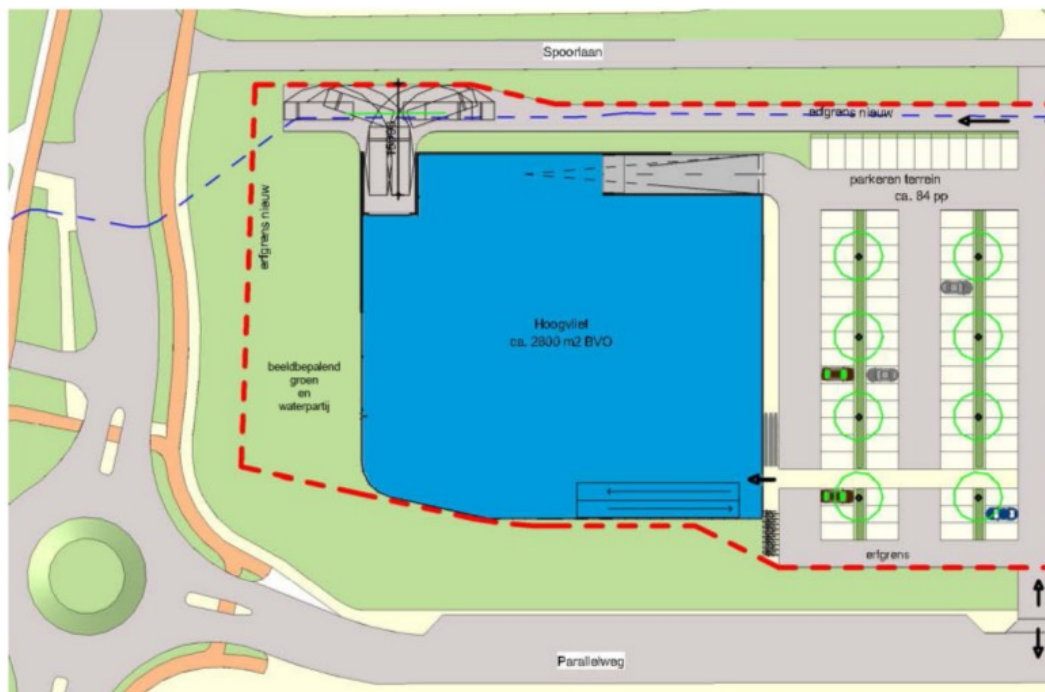 Spoorlaan
erfgrens nieuw
parkeren terrein
ca. 84 pp
erfgrens nieuw
Hoogvliet
ca. 2800 m2 BVO
beeldbepalend
groen
en
waterpartij
erfgrens
Parallelweg